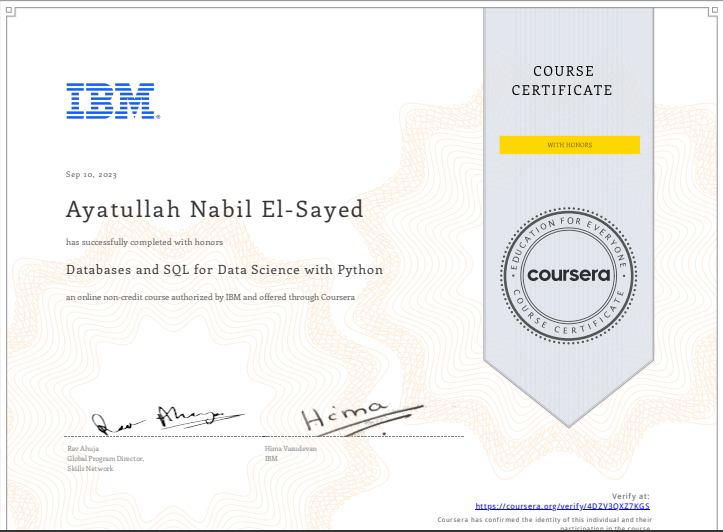 IBM
COURSE
CERTIFICATE
WITH HONORS
Sep 10, 2023
Ayatullah Nabil El-Sayed
has successfully completed with honors
Databases and SQL for Data Science with Python
an online non-credit course authorized by IBM and offered through Coursera
EDUCATION FOR EVERYONE
coursera
COURSE CERTIFICATE
Hima
Rav Ahuja
Global Program Director,
Skills Network
Hima Vasudevan
IBM
Verify at:
https://coursera.org/verify/4DZV3QXZ7KGS
Coursera has confirmed the identity of this individual and their
participation in the course